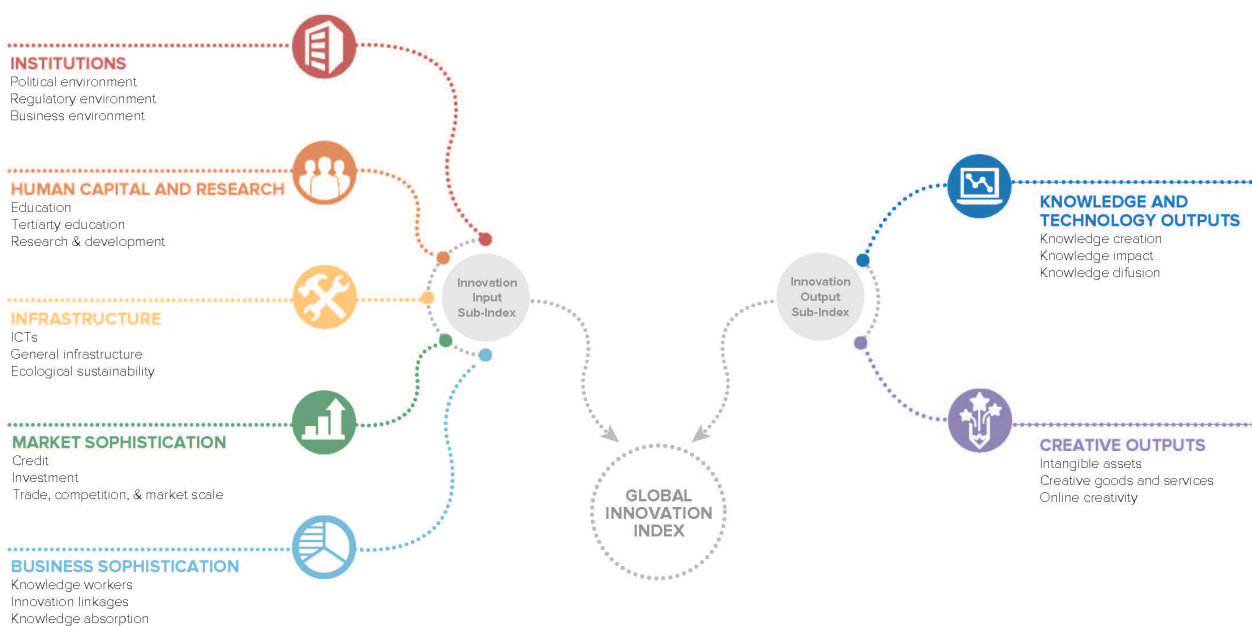 INSTITUTIONS
Political environment
Regulatory environment
Business environment
HUMAN CAPITAL AND RESEARCH
Education
Tertiarty education
Research & development
INFRASTRUCTURE
ICTs
General infrastructure
Ecological sustainability
MARKET SOPHISTICATION
Credit
Investment
Trade, competition, & market scale
BUSINESS SOPHISTICATION
Knowledge workers
Innovation linkages
Knowledge absorption
Innovation
Input
Sub-Index
GLOBAL
INNOVATION
INDEX
Innovation
Output
Sub-Index
KNOWLEDGE AND
TECHNOLOGY OUTPUTS
Knowledge creation
Knowledge impact
Knowledge difusion
CREATIVE OUTPUTS
Intangible assets
Creative goods and services
Online creativity